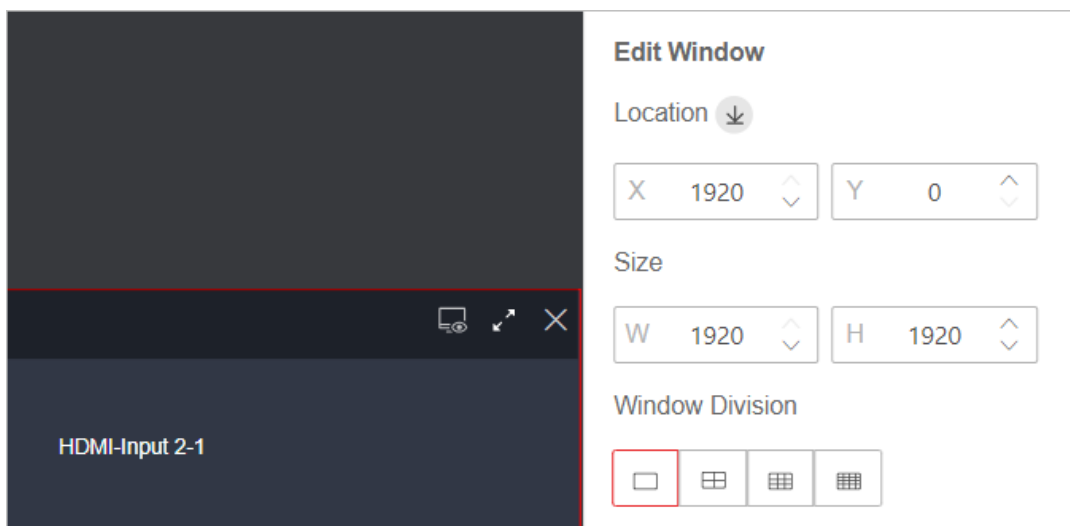 Edit Window
Location
X 1920 Y 0
Size
W 1920 H 1920
Window Division
HDMI-Input 2-1